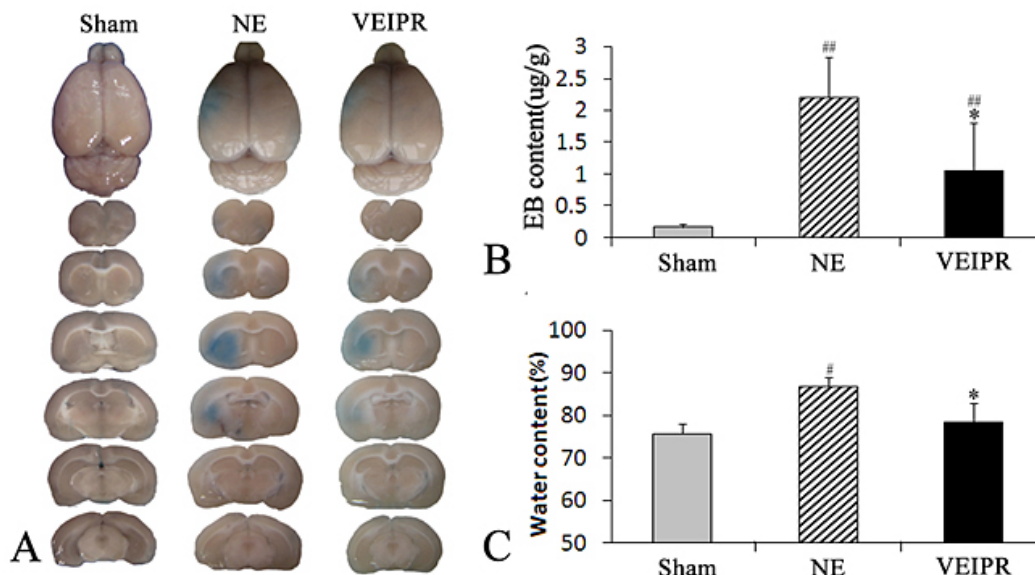 Sham NE VEIPR
A
EB content(ug/g)
3
2.5
2
1.5
1
0.5
0
##
##
*
Sham NE VEIPR
B
Water content(%)
100
90
80
70
60
50
#
*
Sham NE VEIPR
C